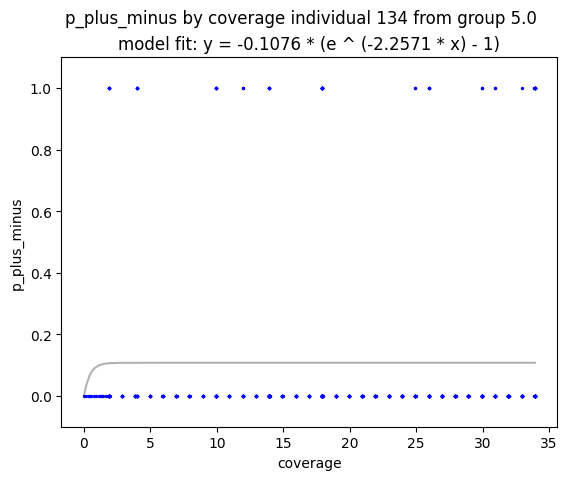 p_plus_minus by coverage individual 134 from group 5.0
model fit: y = -0.1076 * (e ^ (-2.2571 * x) - 1)
1.0
0.8
0.6
0.4
0.2
0.0
p_plus_minus
0 5 10 15 20 25 30 35
coverage